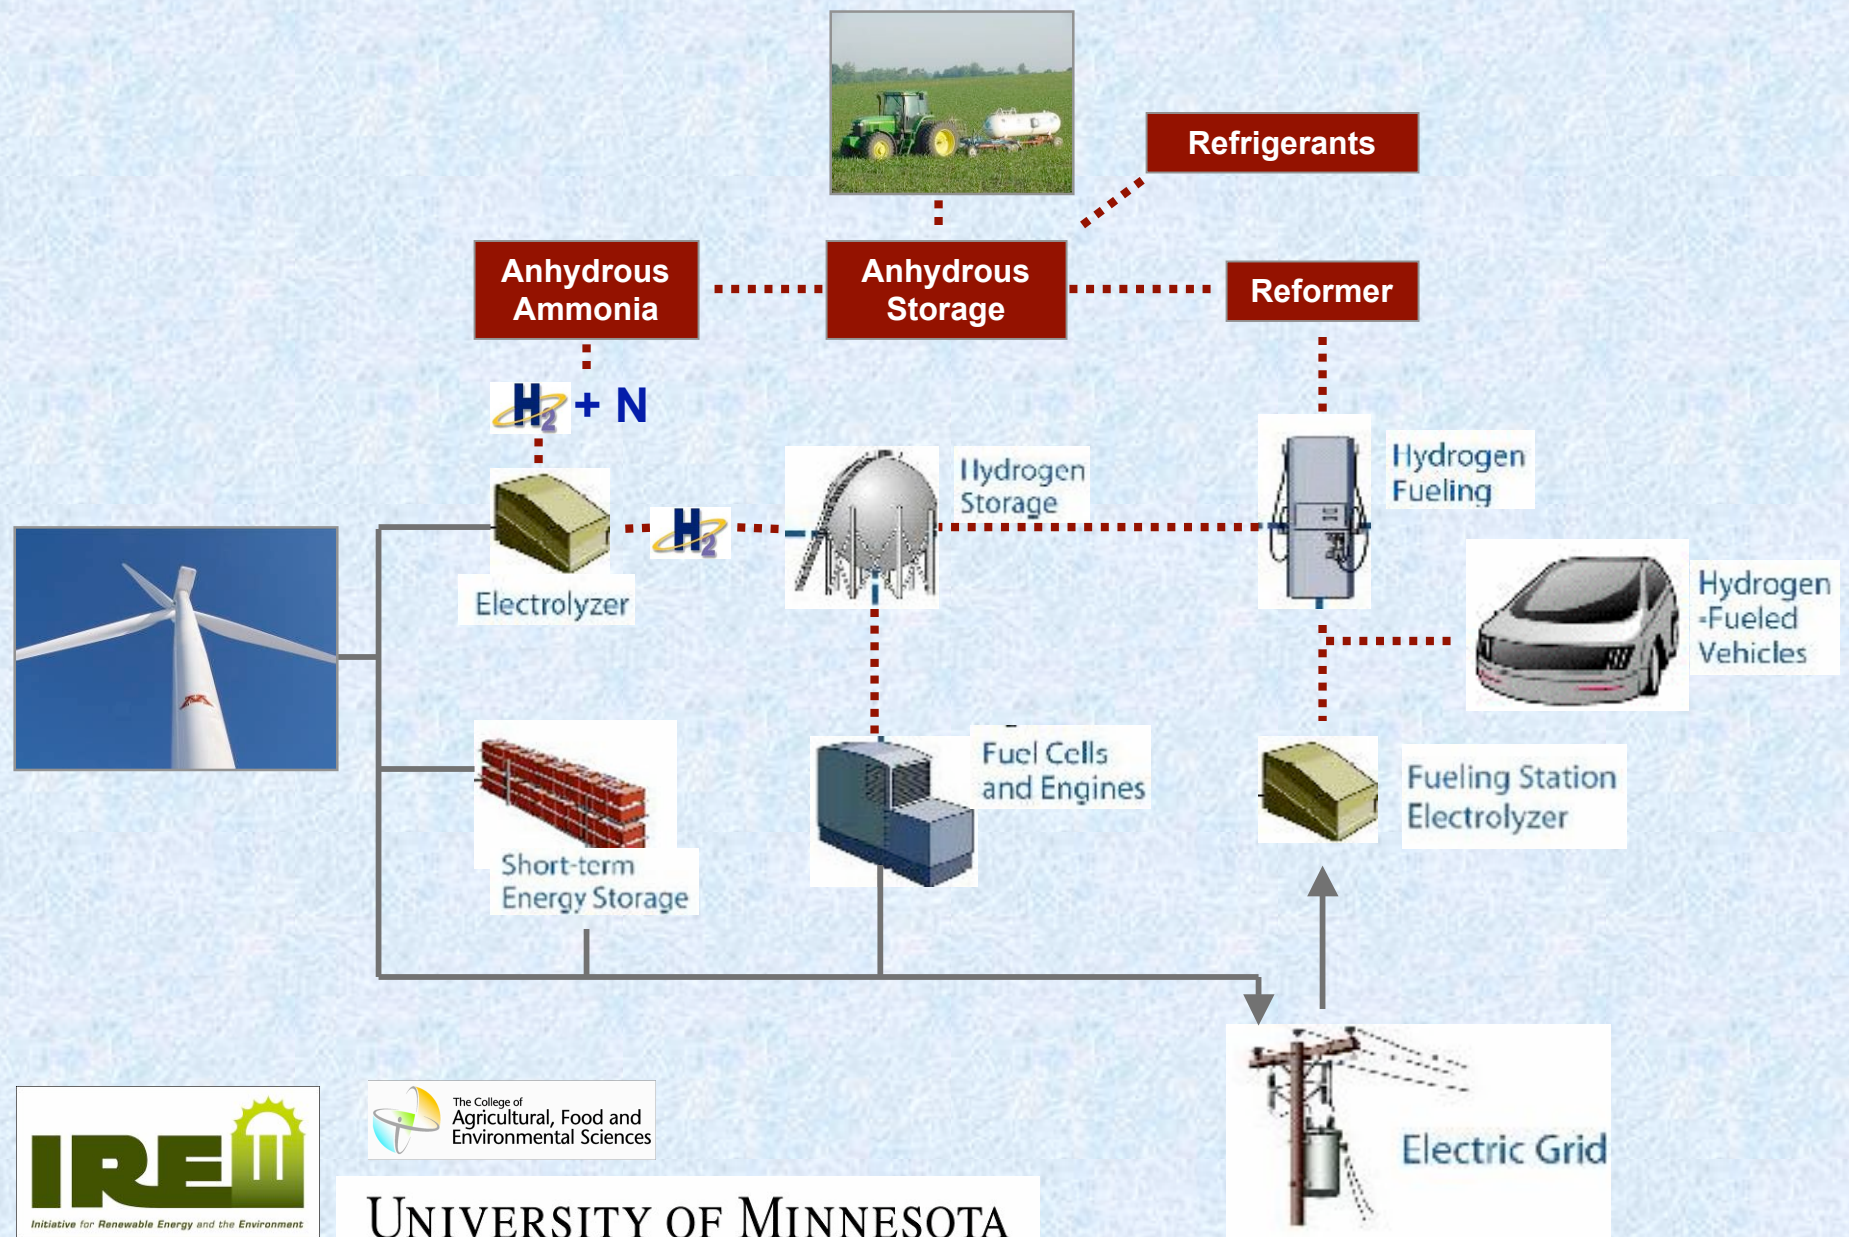 Refrigerants
Anhydrous
Ammonia
Anhydrous
Storage
Reformer
H2 + N
Hydrogen
Storage
Hydrogen
Fueling
H2
Electrolyzer
Hydrogen
-Fueled
Vehicles
Fuel Cells
and Engines
Fueling Station
Electrolyzer
Short-term
Energy Storage
Electric Grid
IREE
Initiative for Renewable Energy and the Environment
The College of
Agricultural, Food and
Environmental Sciences
UNIVERSITY OF MINNESOTA